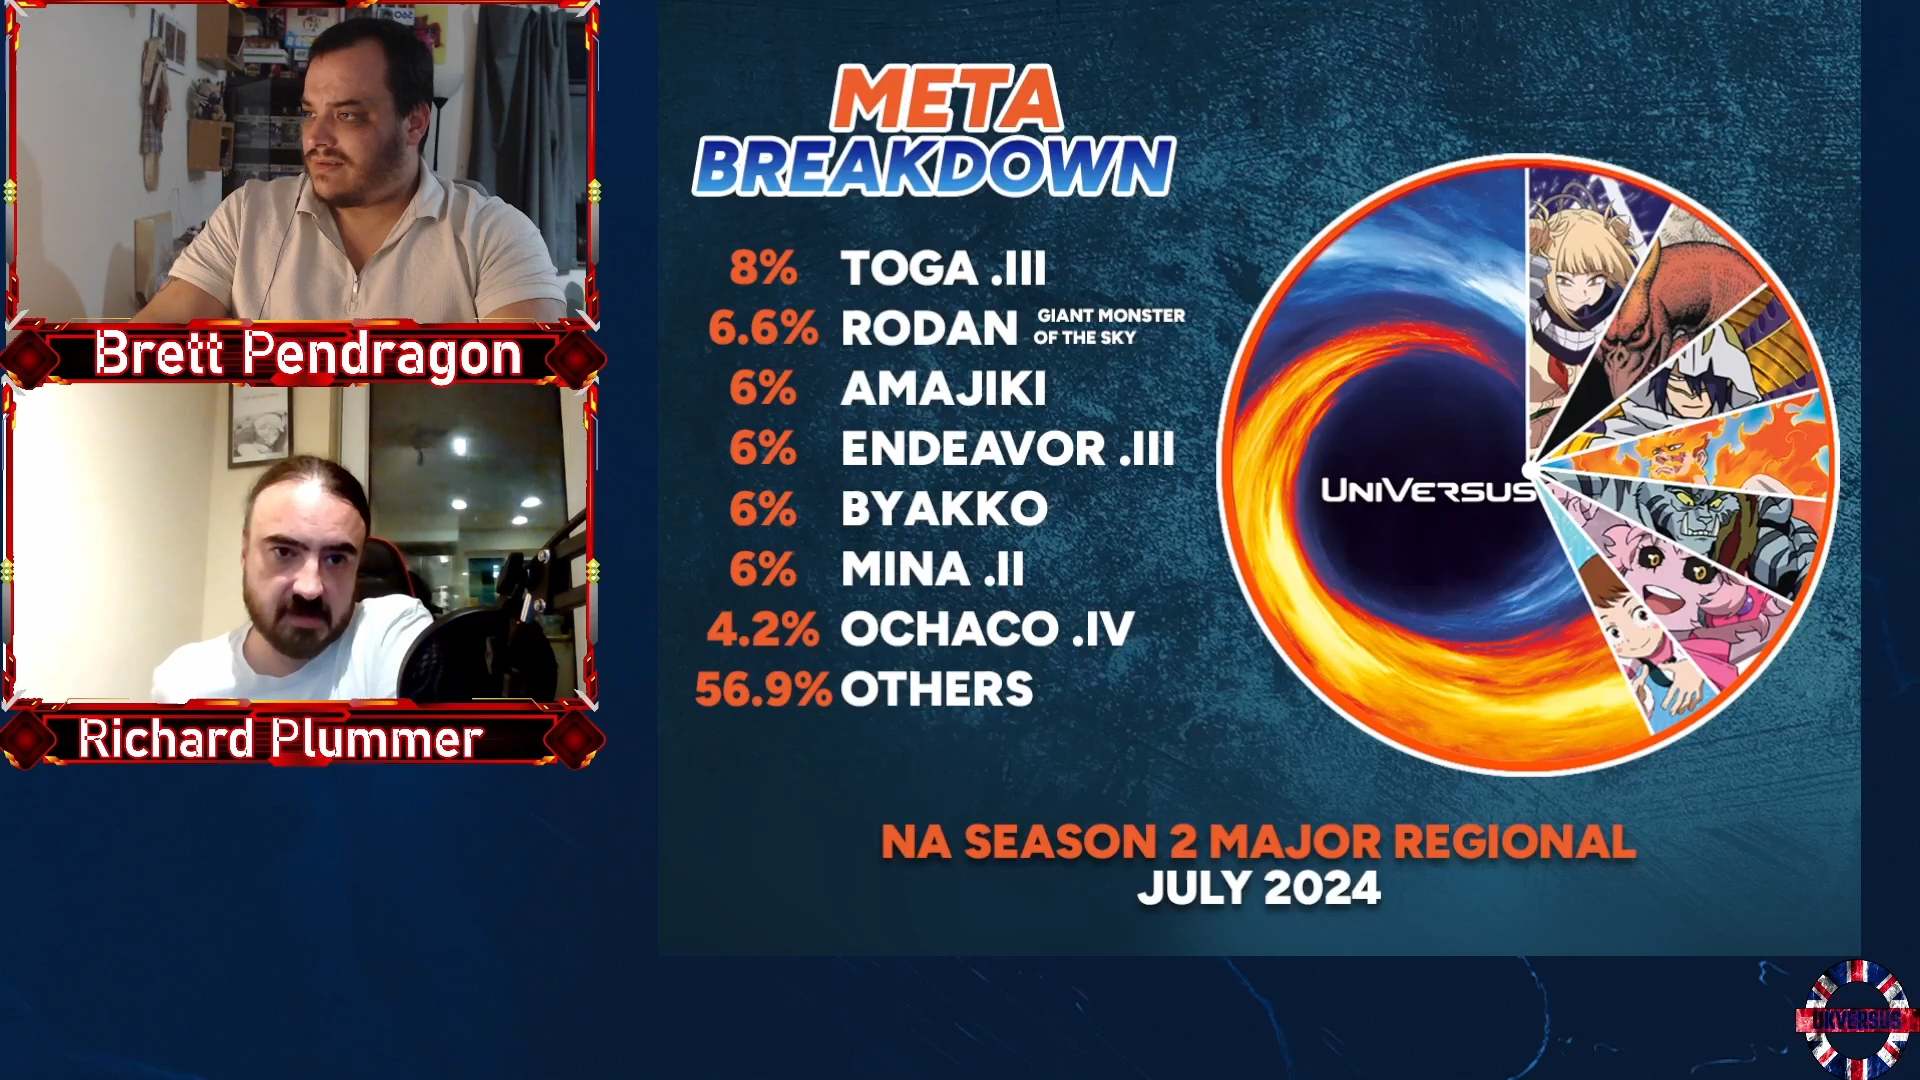 Brett Pendragon
Richard Plummer
META
BREAKDOWN
8% TOGA .III
6.6% RODAN GIANT MONSTER
OF THE SKY
6% AMAJIKI
6% ENDEAVOR .III
6% BYAKKO
6% MINA .II
4.2% OCHACO .IV
56.9% OTHERS
UNIVERSUS
NA SEASON 2 MAJOR REGIONAL
JULY 2024
UKVERSUS